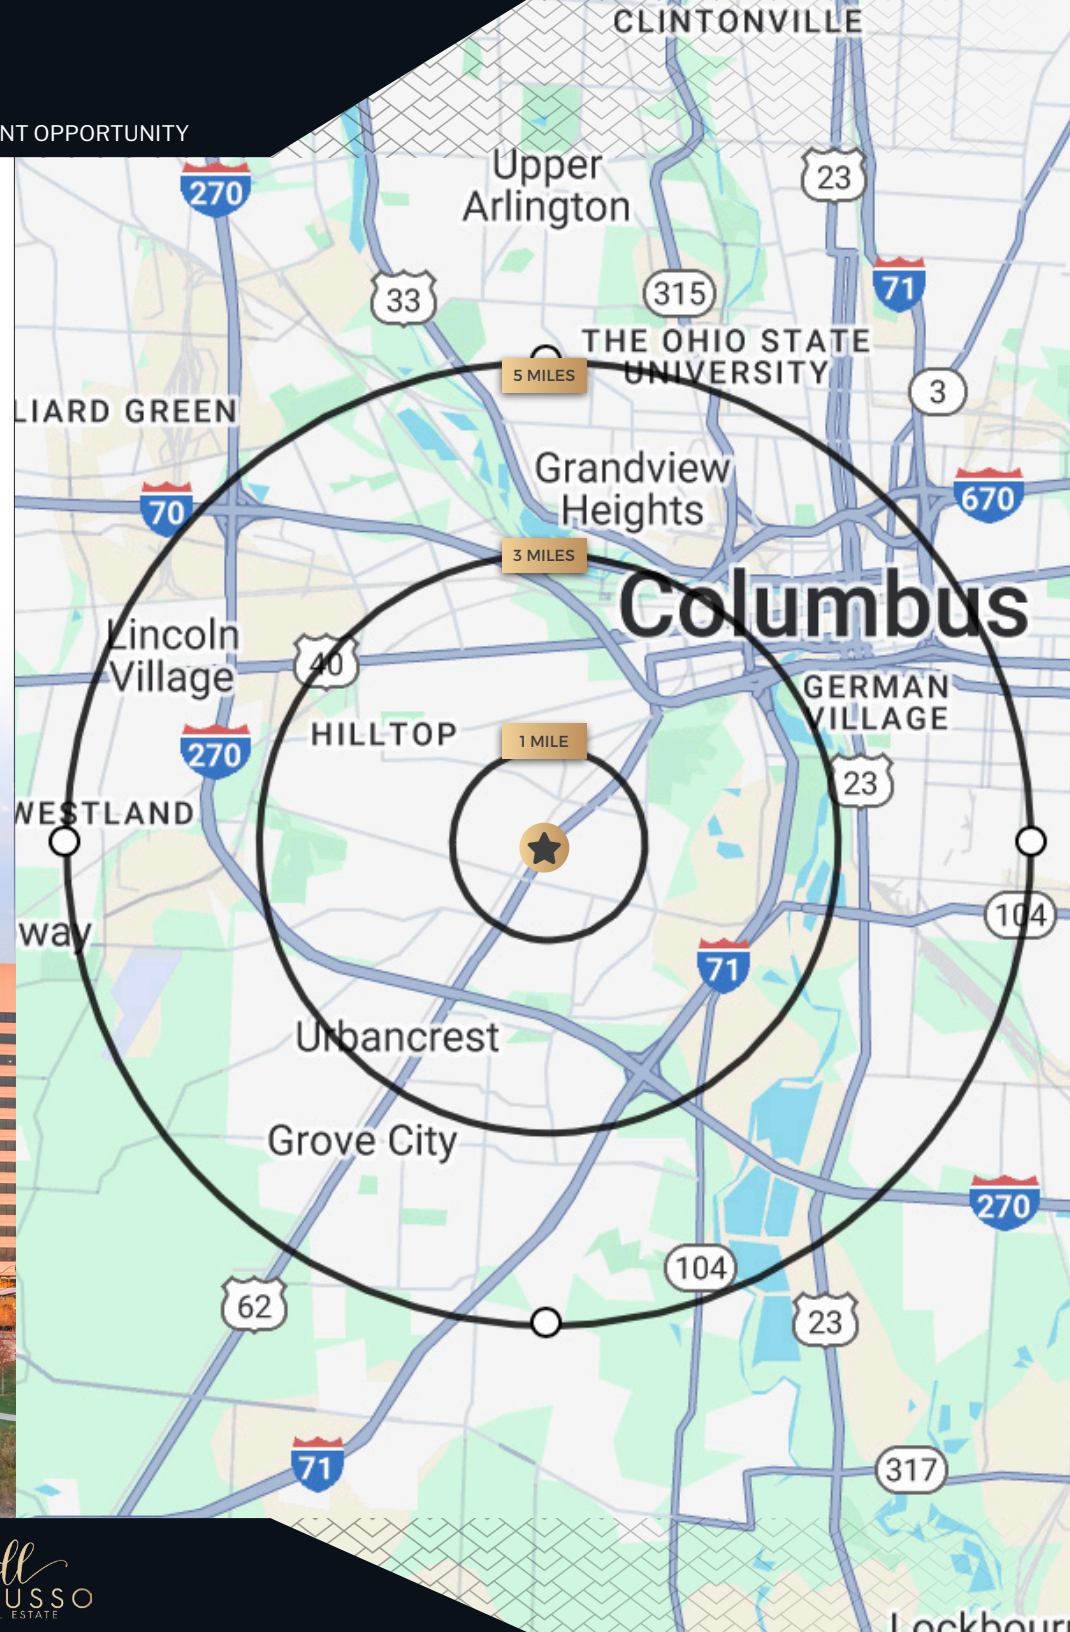 CLINTONVILLE
NT OPPORTUNITY
270
Upper
Arlington
23
33
315
71
THE OHIO STATE
UNIVERSITY
5 MILES
3
LIARD GREEN
Grandview
Heights
70
670
3 MILES
Columbus
Lincoln
Village
40
GERMAN
VILLAGE
HILLTOP
1 MILE
270
23
WESTLAND
104
way
71
Urbancrest
Grove City
270
104
62
23
71
317
ll
USSO
ESTATE
Lockbour